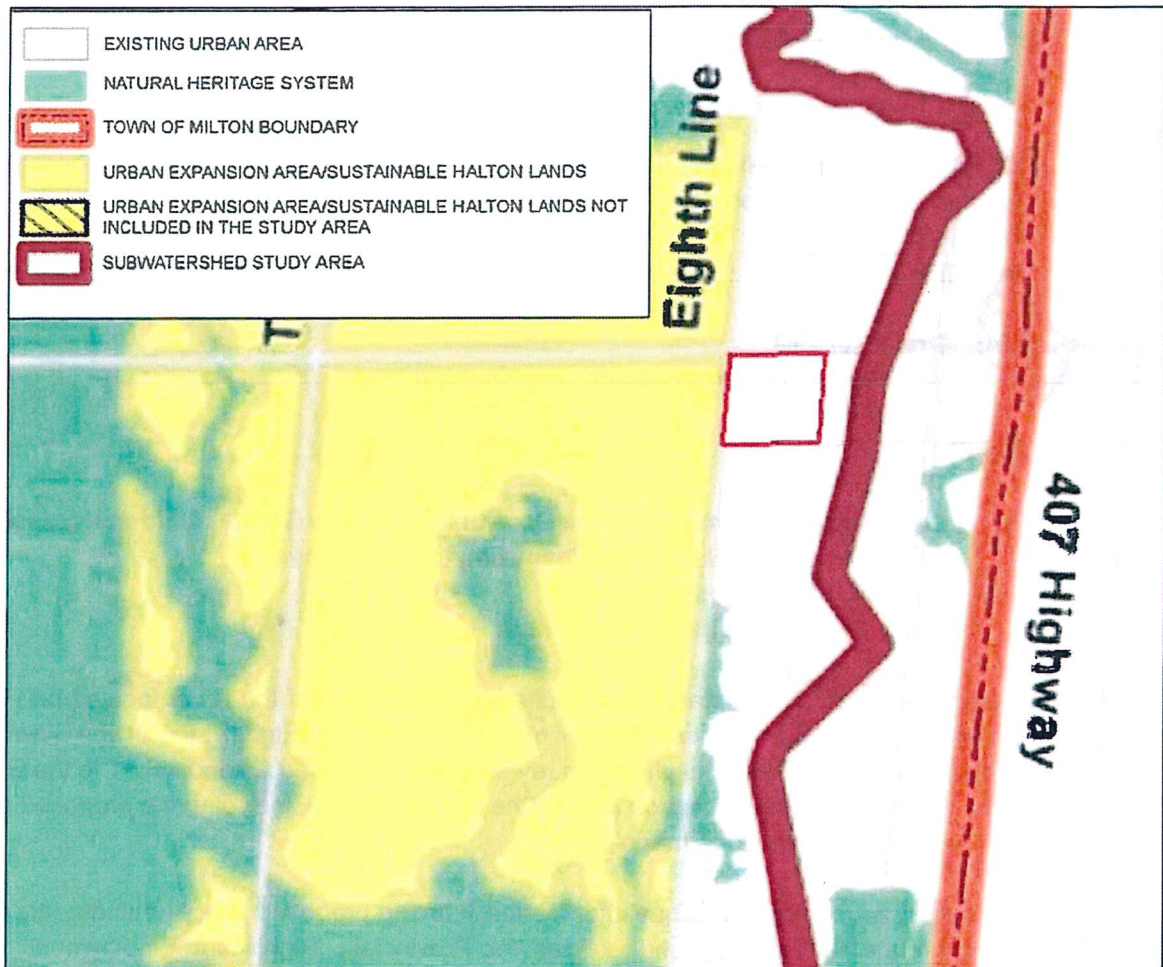 EXISTING URBAN AREA
NATURAL HERITAGE SYSTEM
TOWN OF MILTON BOUNDARY
URBAN EXPANSION AREA/SUSTAINABLE HALTON LANDS
URBAN EXPANSION AREA/SUSTAINABLE HALTON LANDS NOT
INCLUDED IN THE STUDY AREA
SUBWATERSHED STUDY AREA
Eighth Line
T
407 Highway